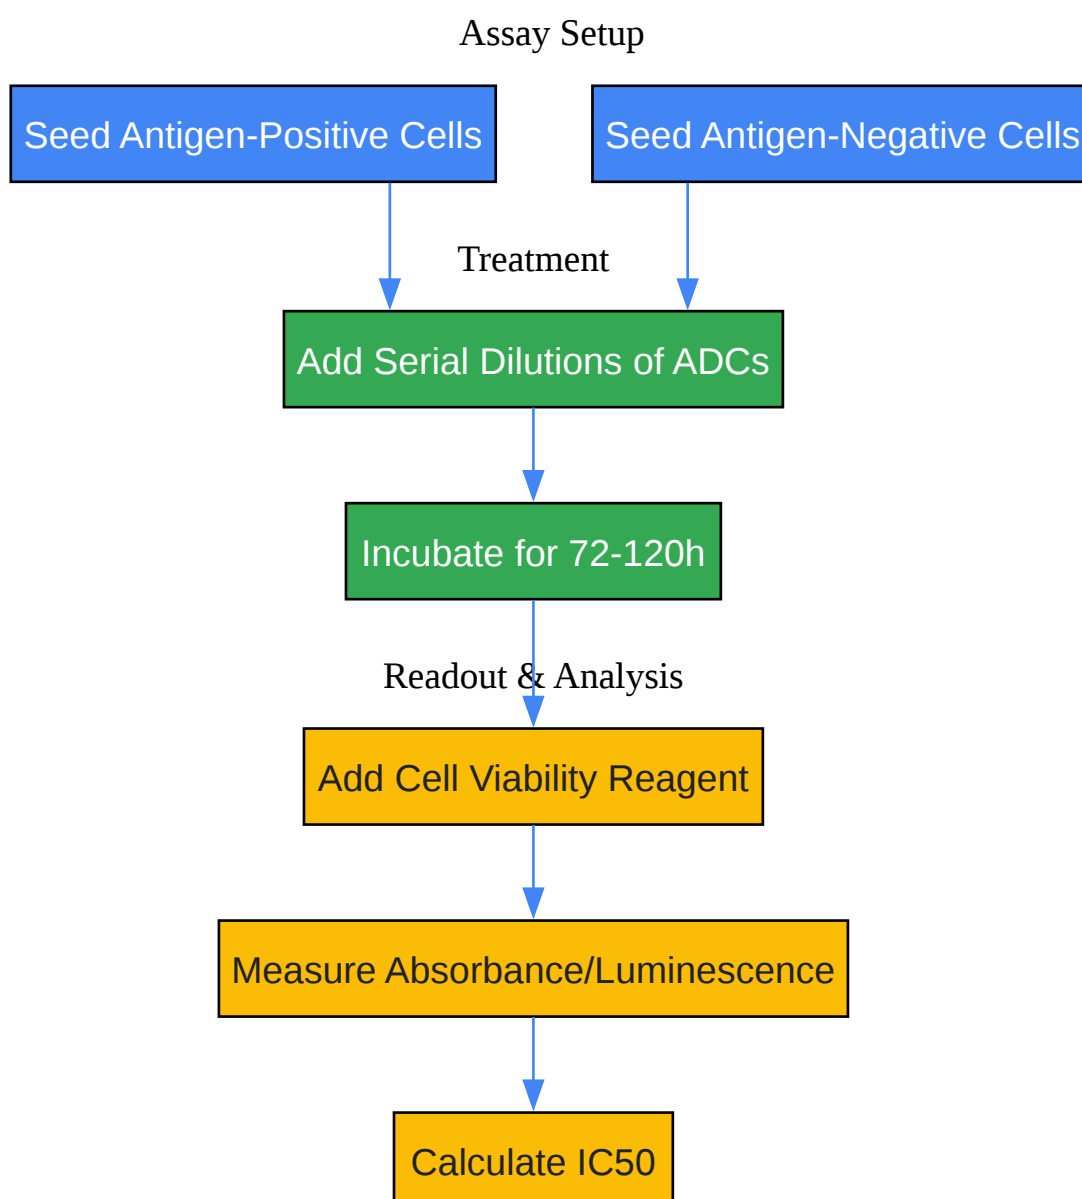 Assay Setup
Seed Antigen-Positive Cells
Seed Antigen-Negative Cells
Treatment
Add Serial Dilutions of ADCs
Incubate for 72-120h
Readout & Analysis
Add Cell Viability Reagent
Measure Absorbance/Luminescence
Calculate IC50